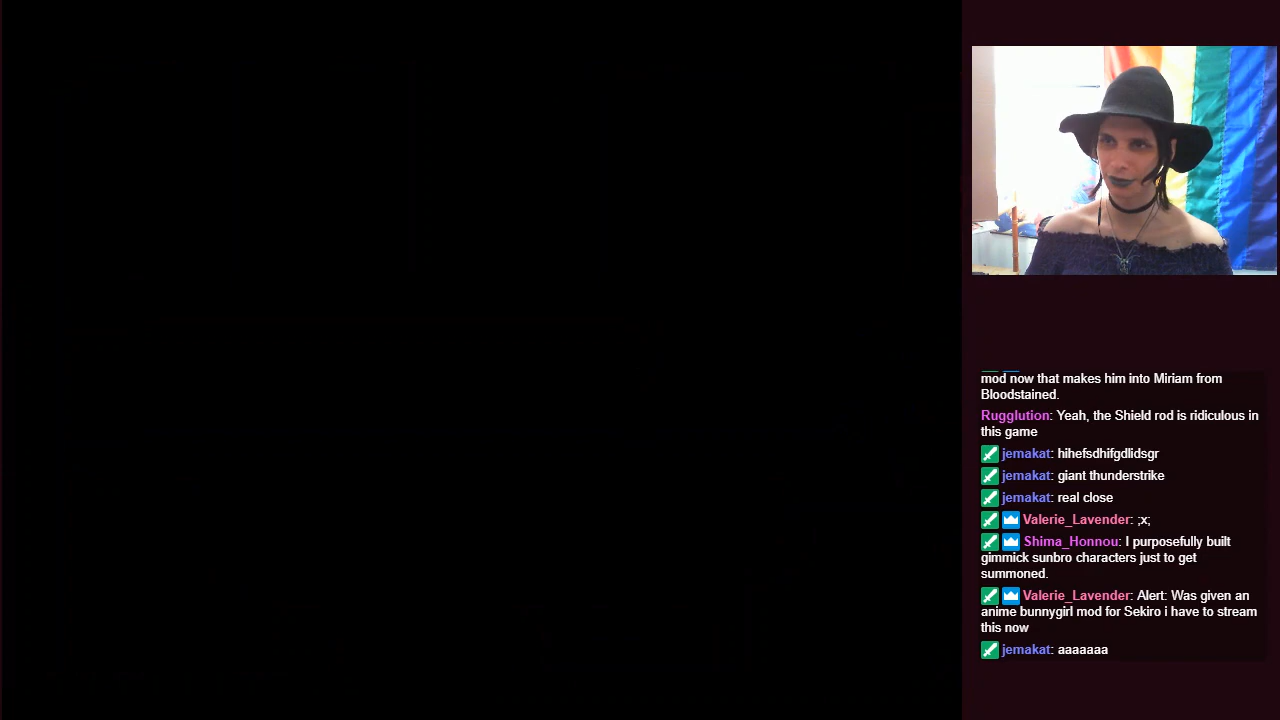 mod now that makes him into Miriam from
Bloodstained.
Rugglution: Yeah, the Shield rod is ridiculous in
this game
jemakat: hihefsdhifgdlidsgr
jemakat: giant thunderstrike
jemakat: real close
Valerie_Lavender: ;x;
Shima_Honnou: I purposefully built
gimmick sunbro characters just to get
summoned.
Valerie_Lavender: Alert: Was given an
anime bunnygirl mod for Sekiro i have to stream
this now
jemakat: aaaaaaa